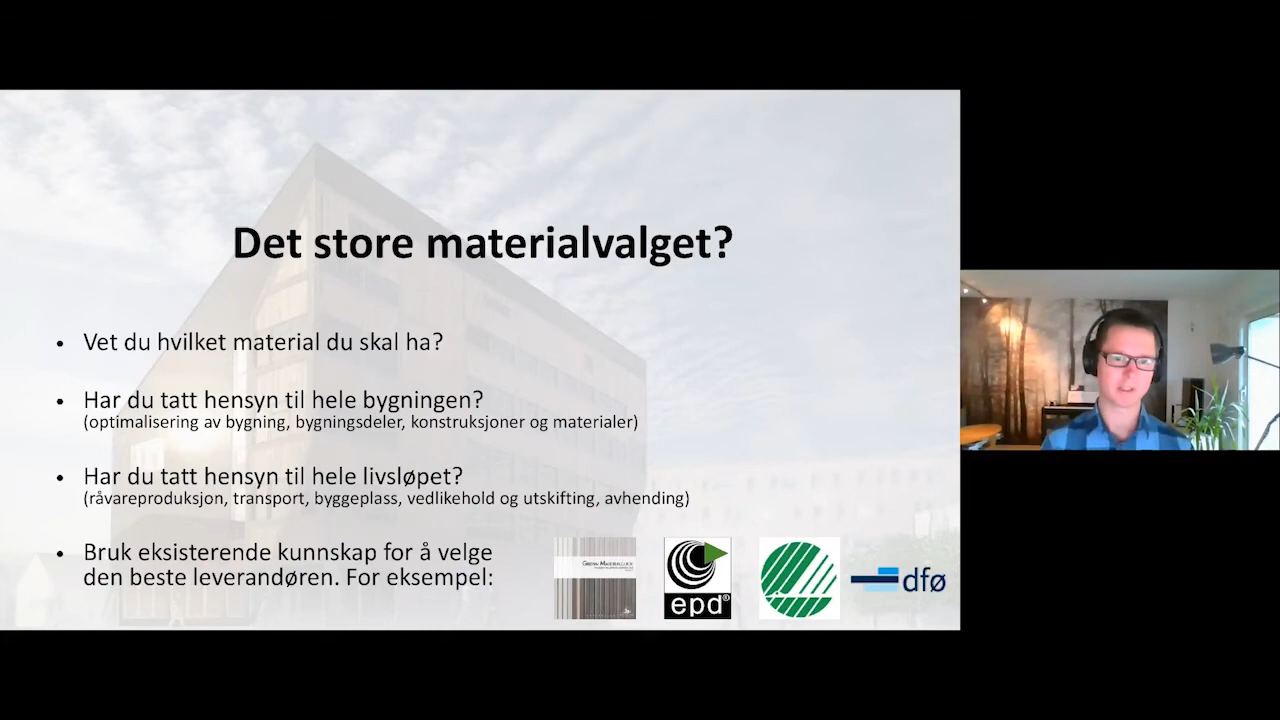 Det store materialvalget?
• Vet du hvilket material du skal ha?
• Har du tatt hensyn til hele bygningen?
(optimalisering av bygning, bygningsdeler, konstruksjoner og materialer)
• Har du tatt hensyn til hele livsløpet?
(råvareproduksjon, transport, byggeplass, vedlikehold og utskifting, avhending)
• Bruk eksisterende kunnskap for å velge
den beste leverandøren. For eksempel:
epd®
dfø